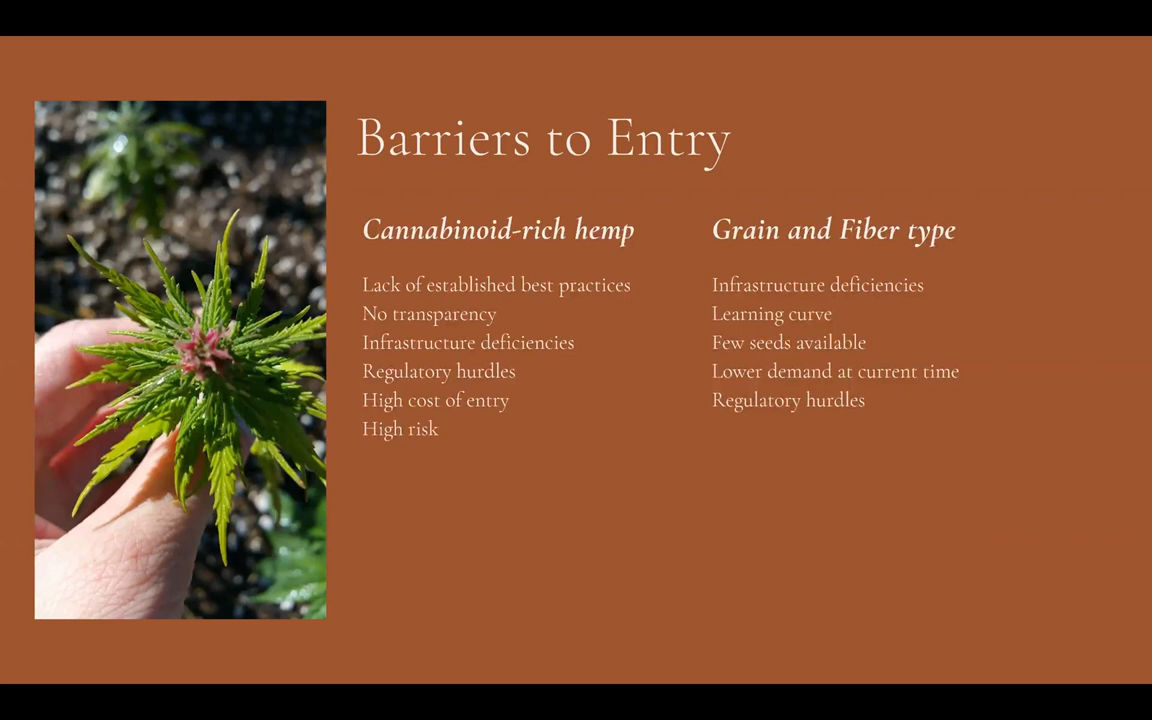 Barriers to Entry
Cannabinoid-rich hemp
Lack of established best practices
No transparency
Infrastructure deficiencies
Regulatory hurdles
High cost of entry
High risk
Grain and Fiber type
Infrastructure deficiencies
Learning curve
Few seeds available
Lower demand at current time
Regulatory hurdles